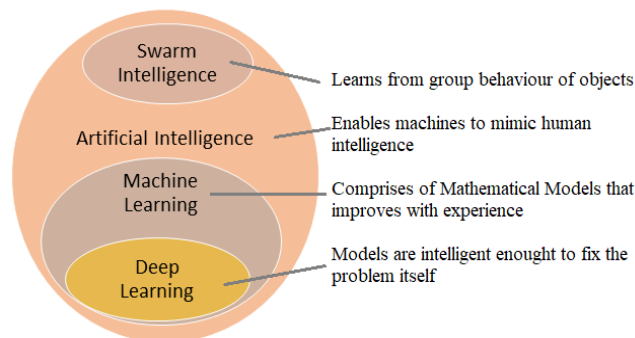 Swarm
Intelligence
Learns from group behaviour of objects
Artificial Intelligence
Enables machines to mimic human
intelligence
Machine
Learning
Comprises of Mathematical Models that
improves with experience
Deep
Learning
Models are intelligent enought to fix the
problem itself